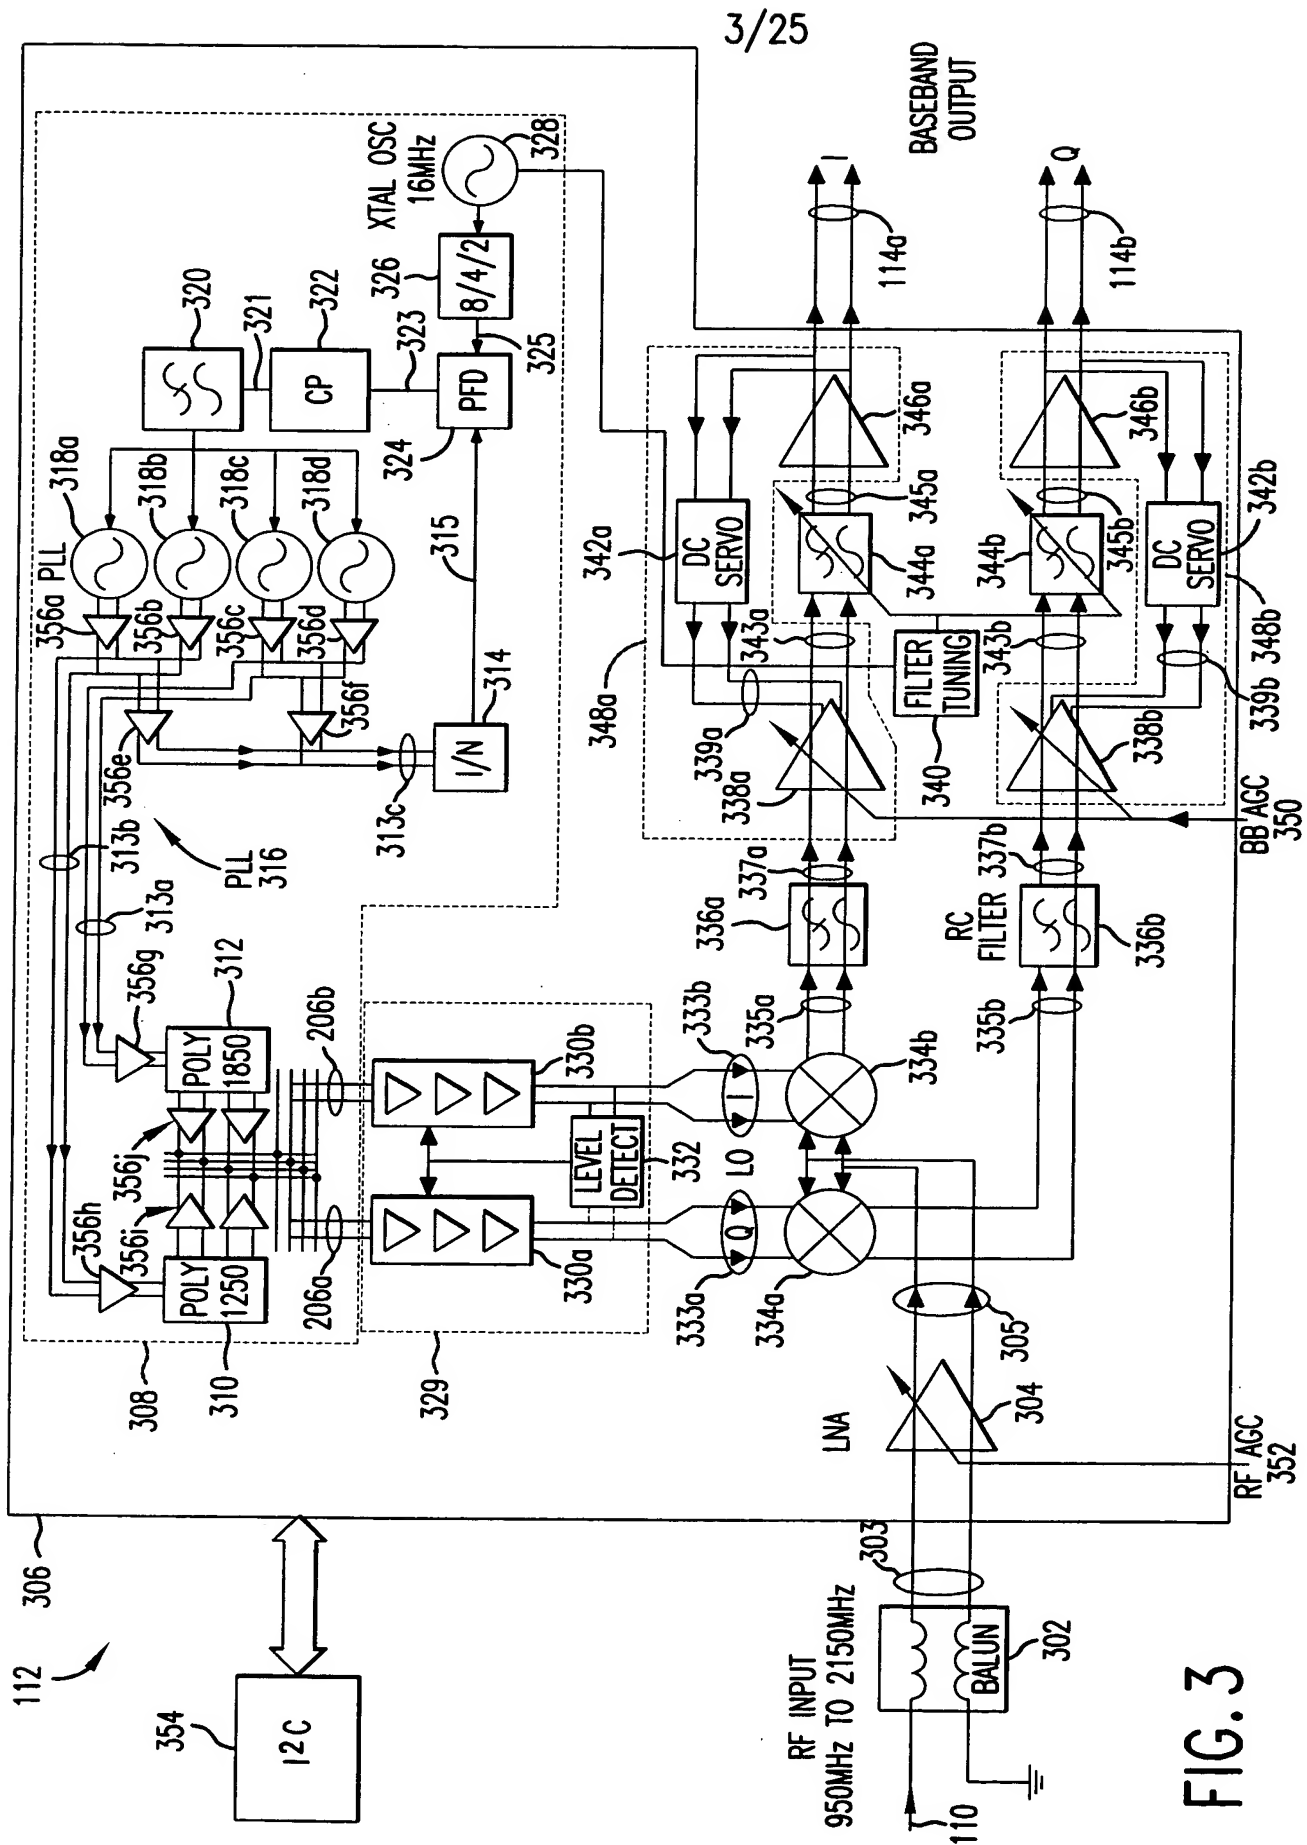 3/25
112
306
354
I²C
308
310
POLY
1250
312
POLY
1850
356h
356g
356i
356j
313b
313a
PLL
316
356e
356f
313c
1/N
314
315
356a
356b
356c
356d
PLL
318a
318b
318c
318d
320
321
CP
322
323
PFD
324
325
326
8/4/2
XTAL OSC
16MHz
328
206a
206b
329
330a
330b
LEVEL
DETECT
332
333a
Q
LO
I
333b
334a
334b
335a
335b
336a
RC
FILTER
336b
337a
337b
348a
338a
339a
342a
DC
SERVO
343a
344a
345a
346a
FILTER
TUNING
340
338b
339b
348b
342b
DC
SERVO
343b
344b
345b
346b
114a
I
114b
Q
BASEBAND
OUTPUT
BB AGC
350
RF AGC
352
LNA
304
305
303
RF INPUT
950MHz TO 2150MHz
BALUN
302
110
FIG.3